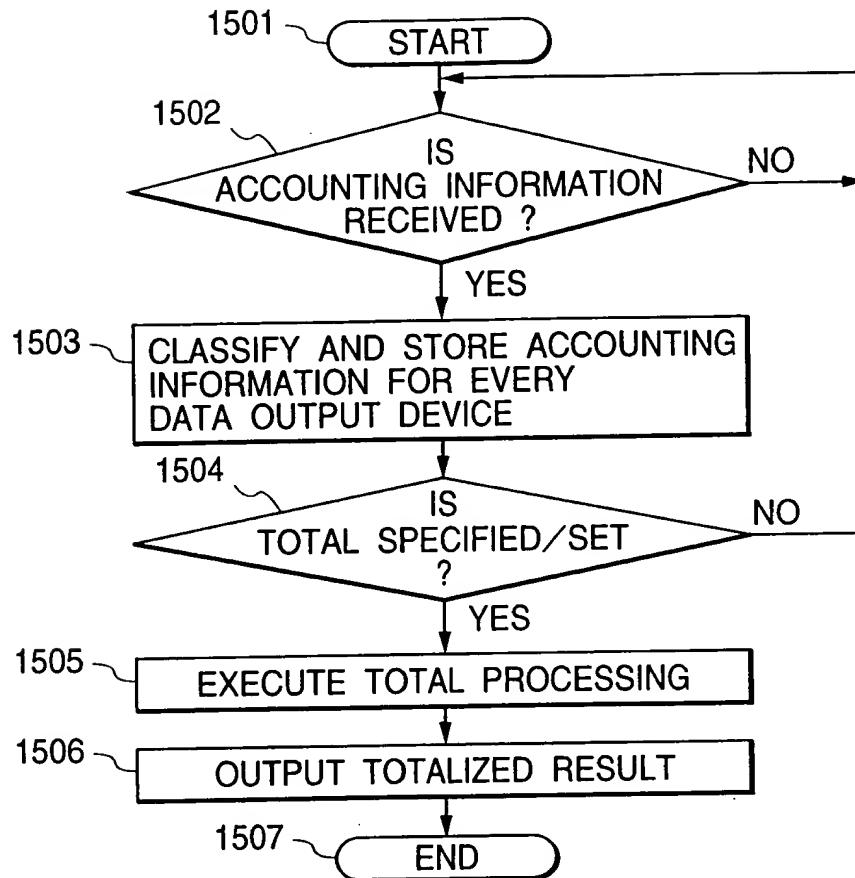 1501
START
1502
IS
ACCOUNTING INFORMATION
RECEIVED ?
NO
YES
1503
CLASSIFY AND STORE ACCOUNTING
INFORMATION FOR EVERY
DATA OUTPUT DEVICE
1504
IS
TOTAL SPECIFIED/SET
?
NO
YES
1505
EXECUTE TOTAL PROCESSING
1506
OUTPUT TOTALIZED RESULT
1507
END